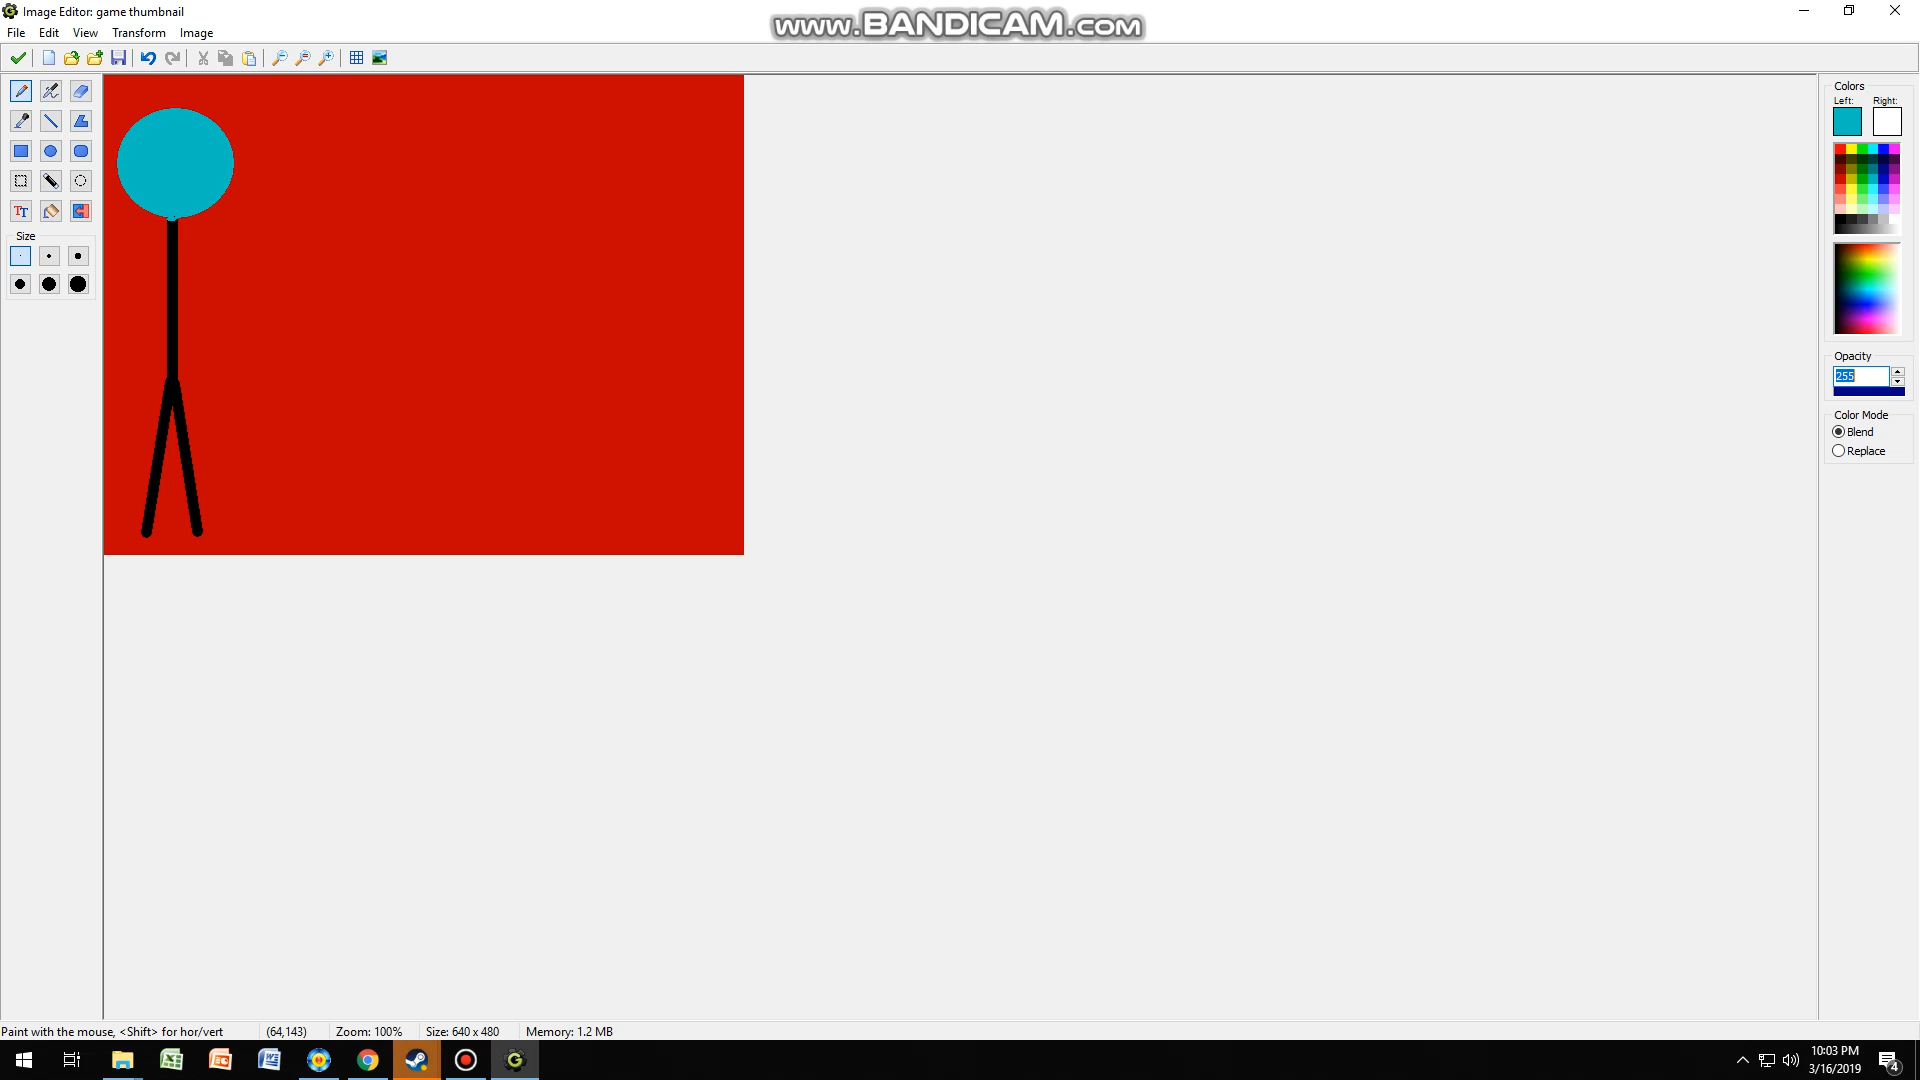 Image Editor: game thumbnail
www.BANDICAM.com
File Edit View Transform Image
Colors
Left: Right:
TT
Size
Opacity
255
Color Mode
Blend
Replace
Paint with the mouse, <Shift> for hor/vert (64,143) Zoom: 100% Size: 640 x 480 Memory: 1.2 MB
10:03 PM
3/16/2019
4